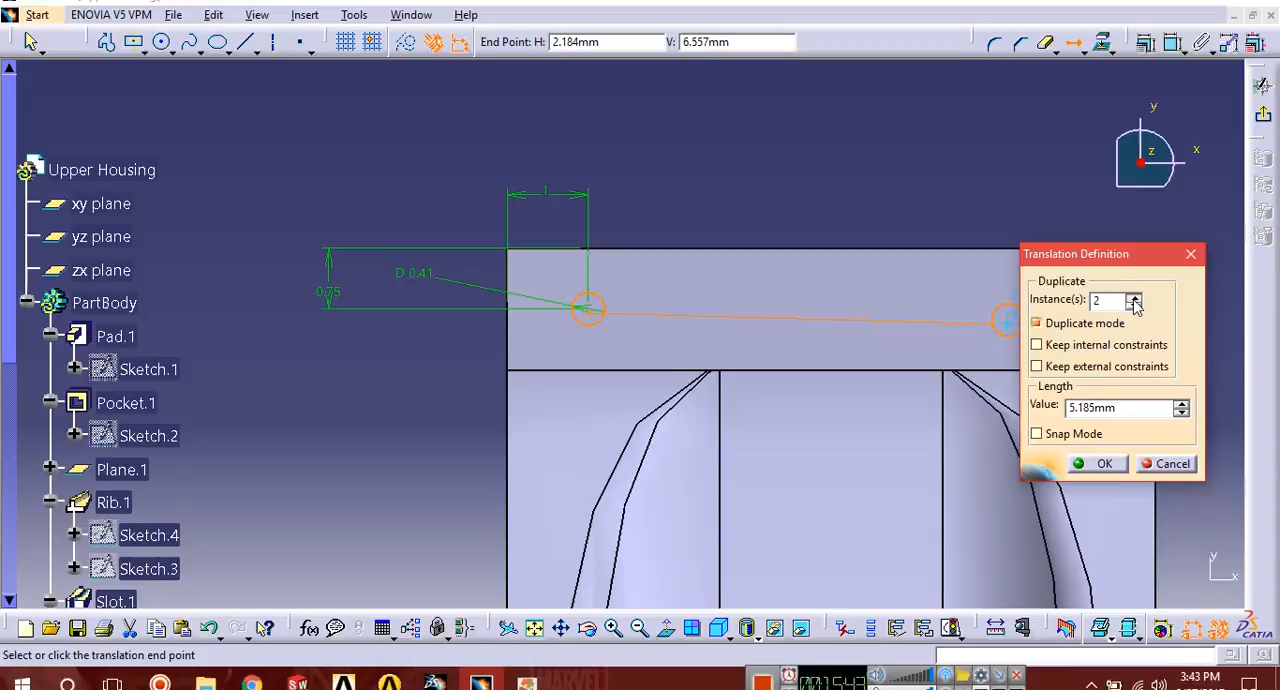 Start ENOVIA V5 VPM File Edit View Insert Tools Window Help
End Point: H: 2.184mm V: 6.557mm
y
z x
Upper Housing
xy plane
yz plane
zx plane
PartBody
Pad.1
Sketch.1
Pocket.1
Sketch.2
Plane.1
Rib.1
Sketch.4
Sketch.3
Slot.1
1
D 0.41
0.75
Translation Definition
Duplicate
Instance(s): 2
Duplicate mode
Keep internal constraints
Keep external constraints
Length
Value: 5.185mm
Snap Mode
OK Cancel
y
x
CATIA
Select or click the translation end point
3:43 PM